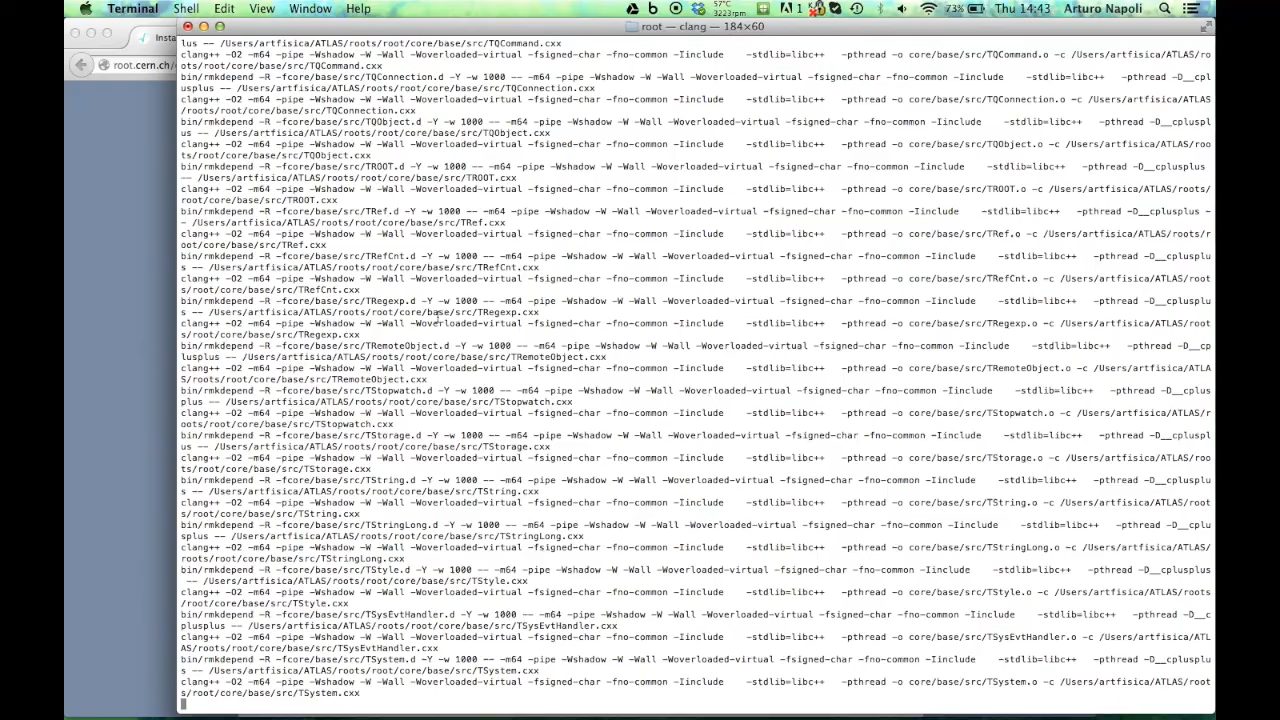 Terminal Shell Edit View Window Help 57°C 3223rpm 1 73% Thu 14:43 Arturo Napoli
Insta
root — clang — 184×60
root.cern.ch/
lus -- /Users/artfisica/ATLAS/roots/root/core/base/src/TQCommand.cxx
clang++ -O2 -m64 -pipe -Wshadow -W -Wall -Woverloaded-virtual -fsigned-char -fno-common -Iinclude     -stdlib=libc++   -pthread -o core/base/src/TQCommand.o -c /Users/artfisica/ATLAS/ro
ots/root/core/base/src/TQCommand.cxx
bin/rmkdepend -R -fcore/base/src/TQConnection.d -Y -w 1000 -- -m64 -pipe -Wshadow -W -Wall -Woverloaded-virtual -fsigned-char -fno-common -Iinclude     -stdlib=libc++   -pthread -D__cpl
usplus -- /Users/artfisica/ATLAS/roots/root/core/base/src/TQConnection.cxx
clang++ -O2 -m64 -pipe -Wshadow -W -Wall -Woverloaded-virtual -fsigned-char -fno-common -Iinclude     -stdlib=libc++   -pthread -o core/base/src/TQConnection.o -c /Users/artfisica/ATLAS
/roots/root/core/base/src/TQConnection.cxx
bin/rmkdepend -R -fcore/base/src/TQObject.d -Y -w 1000 -- -m64 -pipe -Wshadow -W -Wall -Woverloaded-virtual -fsigned-char -fno-common -Iinclude     -stdlib=libc++   -pthread -D__cpluspl
us -- /Users/artfisica/ATLAS/roots/root/core/base/src/TQObject.cxx
clang++ -O2 -m64 -pipe -Wshadow -W -Wall -Woverloaded-virtual -fsigned-char -fno-common -Iinclude     -stdlib=libc++   -pthread -o core/base/src/TQObject.o -c /Users/artfisica/ATLAS/roo
ts/root/core/base/src/TQObject.cxx
bin/rmkdepend -R -fcore/base/src/TROOT.d -Y -w 1000 -- -m64 -pipe -Wshadow -W -Wall -Woverloaded-virtual -fsigned-char -fno-common -Iinclude     -stdlib=libc++   -pthread -D__cplusplus
-- /Users/artfisica/ATLAS/roots/root/core/base/src/TROOT.cxx
clang++ -O2 -m64 -pipe -Wshadow -W -Wall -Woverloaded-virtual -fsigned-char -fno-common -Iinclude     -stdlib=libc++   -pthread -o core/base/src/TROOT.o -c /Users/artfisica/ATLAS/roots/
root/core/base/src/TROOT.cxx
bin/rmkdepend -R -fcore/base/src/TRef.d -Y -w 1000 -- -m64 -pipe -Wshadow -W -Wall -Woverloaded-virtual -fsigned-char -fno-common -Iinclude     -stdlib=libc++   -pthread -D__cplusplus -
- /Users/artfisica/ATLAS/roots/root/core/base/src/TRef.cxx
clang++ -O2 -m64 -pipe -Wshadow -W -Wall -Woverloaded-virtual -fsigned-char -fno-common -Iinclude     -stdlib=libc++   -pthread -o core/base/src/TRef.o -c /Users/artfisica/ATLAS/roots/r
oot/core/base/src/TRef.cxx
bin/rmkdepend -R -fcore/base/src/TRefCnt.d -Y -w 1000 -- -m64 -pipe -Wshadow -W -Wall -Woverloaded-virtual -fsigned-char -fno-common -Iinclude     -stdlib=libc++   -pthread -D__cplusplu
s -- /Users/artfisica/ATLAS/roots/root/core/base/src/TRefCnt.cxx
clang++ -O2 -m64 -pipe -Wshadow -W -Wall -Woverloaded-virtual -fsigned-char -fno-common -Iinclude     -stdlib=libc++   -pthread -o core/base/src/TRefCnt.o -c /Users/artfisica/ATLAS/root
s/root/core/base/src/TRefCnt.cxx
bin/rmkdepend -R -fcore/base/src/TRegexp.d -Y -w 1000 -- -m64 -pipe -Wshadow -W -Wall -Woverloaded-virtual -fsigned-char -fno-common -Iinclude     -stdlib=libc++   -pthread -D__cplusplu
s -- /Users/artfisica/ATLAS/roots/root/core/base/src/TRegexp.cxx
clang++ -O2 -m64 -pipe -Wshadow -W -Wall -Woverloaded-virtual -fsigned-char -fno-common -Iinclude     -stdlib=libc++   -pthread -o core/base/src/TRegexp.o -c /Users/artfisica/ATLAS/root
s/root/core/base/src/TRegexp.cxx
bin/rmkdepend -R -fcore/base/src/TRemoteObject.d -Y -w 1000 -- -m64 -pipe -Wshadow -W -Wall -Woverloaded-virtual -fsigned-char -fno-common -Iinclude     -stdlib=libc++   -pthread -D__cp
lusplus -- /Users/artfisica/ATLAS/roots/root/core/base/src/TRemoteObject.cxx
clang++ -O2 -m64 -pipe -Wshadow -W -Wall -Woverloaded-virtual -fsigned-char -fno-common -Iinclude     -stdlib=libc++   -pthread -o core/base/src/TRemoteObject.o -c /Users/artfisica/ATLA
S/roots/root/core/base/src/TRemoteObject.cxx
bin/rmkdepend -R -fcore/base/src/TStopwatch.d -Y -w 1000 -- -m64 -pipe -Wshadow -W -Wall -Woverloaded-virtual -fsigned-char -fno-common -Iinclude     -stdlib=libc++   -pthread -D__cplus
plus -- /Users/artfisica/ATLAS/roots/root/core/base/src/TStopwatch.cxx
clang++ -O2 -m64 -pipe -Wshadow -W -Wall -Woverloaded-virtual -fsigned-char -fno-common -Iinclude     -stdlib=libc++   -pthread -o core/base/src/TStopwatch.o -c /Users/artfisica/ATLAS/r
oots/root/core/base/src/TStopwatch.cxx
bin/rmkdepend -R -fcore/base/src/TStorage.d -Y -w 1000 -- -m64 -pipe -Wshadow -W -Wall -Woverloaded-virtual -fsigned-char -fno-common -Iinclude     -stdlib=libc++   -pthread -D__cpluspl
us -- /Users/artfisica/ATLAS/roots/root/core/base/src/TStorage.cxx
clang++ -O2 -m64 -pipe -Wshadow -W -Wall -Woverloaded-virtual -fsigned-char -fno-common -Iinclude     -stdlib=libc++   -pthread -o core/base/src/TStorage.o -c /Users/artfisica/ATLAS/roo
ts/root/core/base/src/TStorage.cxx
bin/rmkdepend -R -fcore/base/src/TString.d -Y -w 1000 -- -m64 -pipe -Wshadow -W -Wall -Woverloaded-virtual -fsigned-char -fno-common -Iinclude     -stdlib=libc++   -pthread -D__cplusplu
s -- /Users/artfisica/ATLAS/roots/root/core/base/src/TString.cxx
clang++ -O2 -m64 -pipe -Wshadow -W -Wall -Woverloaded-virtual -fsigned-char -fno-common -Iinclude     -stdlib=libc++   -pthread -o core/base/src/TString.o -c /Users/artfisica/ATLAS/root
s/root/core/base/src/TString.cxx
bin/rmkdepend -R -fcore/base/src/TStringLong.d -Y -w 1000 -- -m64 -pipe -Wshadow -W -Wall -Woverloaded-virtual -fsigned-char -fno-common -Iinclude     -stdlib=libc++   -pthread -D__cplu
splus -- /Users/artfisica/ATLAS/roots/root/core/base/src/TStringLong.cxx
clang++ -O2 -m64 -pipe -Wshadow -W -Wall -Woverloaded-virtual -fsigned-char -fno-common -Iinclude     -stdlib=libc++   -pthread -o core/base/src/TStringLong.o -c /Users/artfisica/ATLAS/
roots/root/core/base/src/TStringLong.cxx
bin/rmkdepend -R -fcore/base/src/TStyle.d -Y -w 1000 -- -m64 -pipe -Wshadow -W -Wall -Woverloaded-virtual -fsigned-char -fno-common -Iinclude     -stdlib=libc++   -pthread -D__cplusplus
 -- /Users/artfisica/ATLAS/roots/root/core/base/src/TStyle.cxx
clang++ -O2 -m64 -pipe -Wshadow -W -Wall -Woverloaded-virtual -fsigned-char -fno-common -Iinclude     -stdlib=libc++   -pthread -o core/base/src/TStyle.o -c /Users/artfisica/ATLAS/roots
/root/core/base/src/TStyle.cxx
bin/rmkdepend -R -fcore/base/src/TSysEvtHandler.d -Y -w 1000 -- -m64 -pipe -Wshadow -W -Wall -Woverloaded-virtual -fsigned-char -fno-common -Iinclude     -stdlib=libc++   -pthread -D__c
plusplus -- /Users/artfisica/ATLAS/roots/root/core/base/src/TSysEvtHandler.cxx
clang++ -O2 -m64 -pipe -Wshadow -W -Wall -Woverloaded-virtual -fsigned-char -fno-common -Iinclude     -stdlib=libc++   -pthread -o core/base/src/TSysEvtHandler.o -c /Users/artfisica/ATL
AS/roots/root/core/base/src/TSysEvtHandler.cxx
bin/rmkdepend -R -fcore/base/src/TSystem.d -Y -w 1000 -- -m64 -pipe -Wshadow -W -Wall -Woverloaded-virtual -fsigned-char -fno-common -Iinclude     -stdlib=libc++   -pthread -D__cplusplu
s -- /Users/artfisica/ATLAS/roots/root/core/base/src/TSystem.cxx
clang++ -O2 -m64 -pipe -Wshadow -W -Wall -Woverloaded-virtual -fsigned-char -fno-common -Iinclude     -stdlib=libc++   -pthread -o core/base/src/TSystem.o -c /Users/artfisica/ATLAS/root
s/root/core/base/src/TSystem.cxx